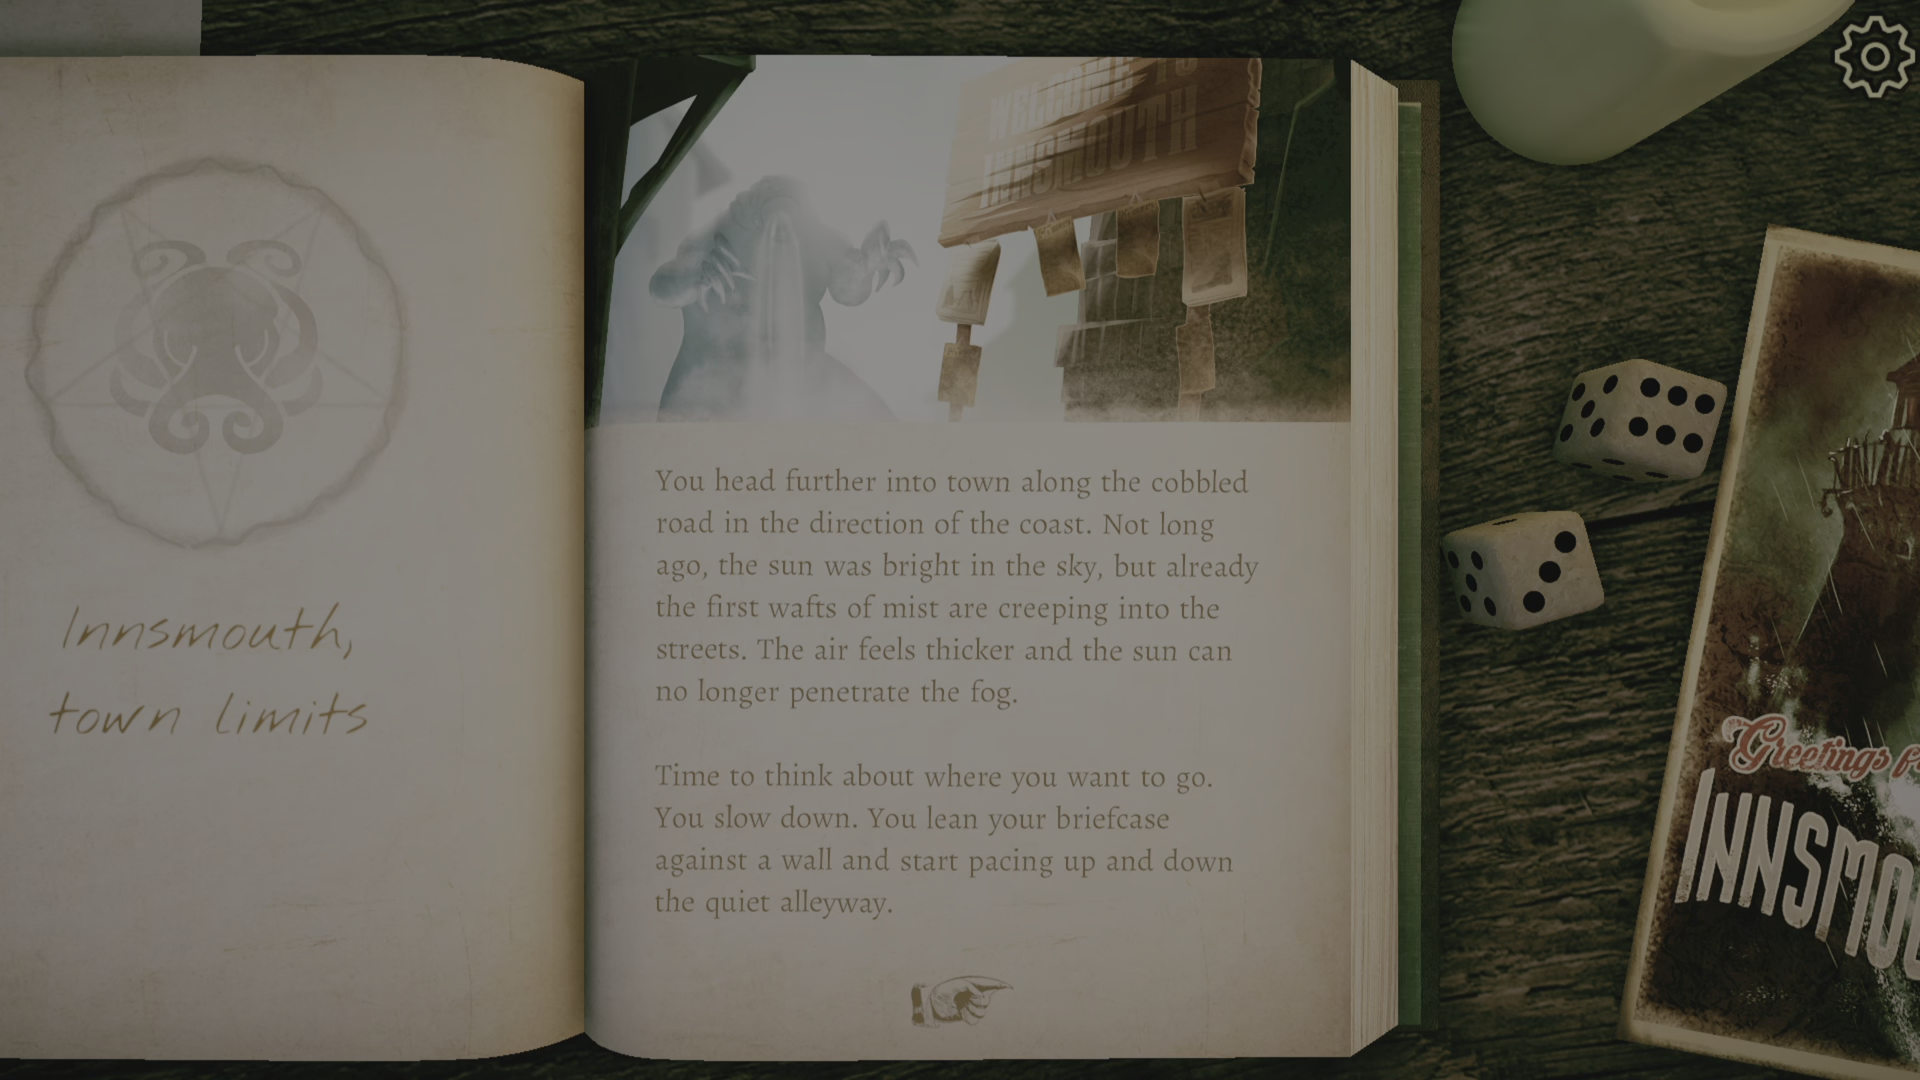 WELCOME TO
INNSMOUTH
Innsmouth,
town limits
You head further into town along the cobbled
road in the direction of the coast. Not long
ago, the sun was bright in the sky, but already
the first wafts of mist are creeping into the
streets. The air feels thicker and the sun can
no longer penetrate the fog.
Time to think about where you want to go.
You slow down. You lean your briefcase
against a wall and start pacing up and down
the quiet alleyway.
Greetings